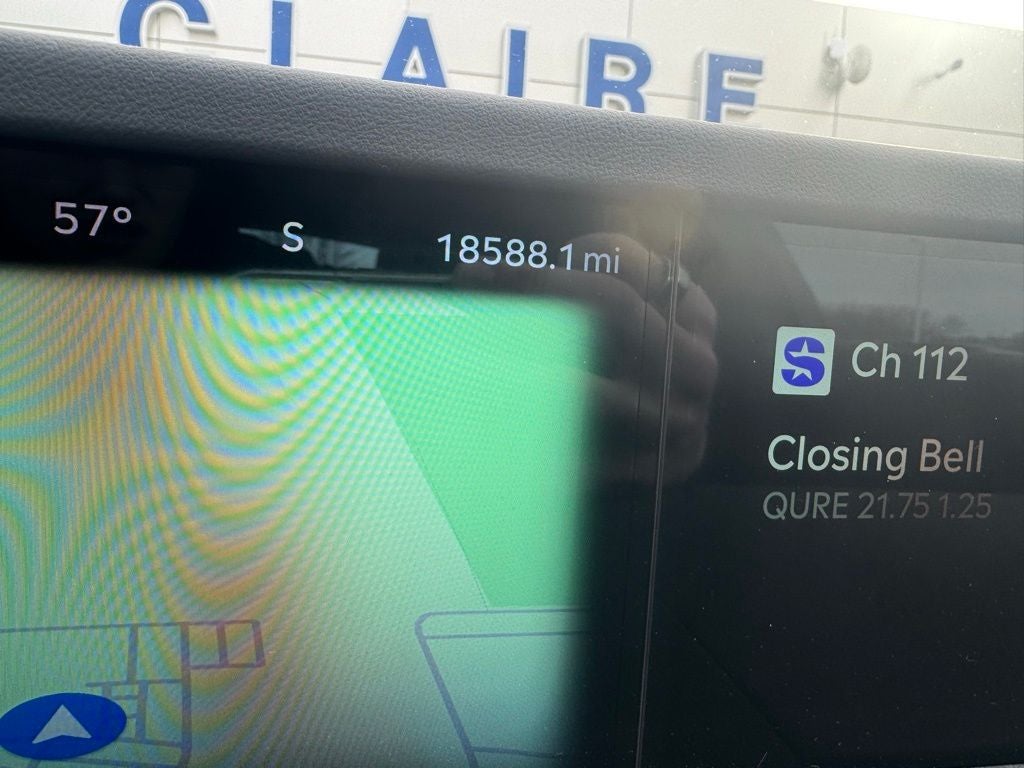 CLAIRE
57° S 18588.1 mi
S Ch 112
Closing Bell
QURE 21.75 1.25